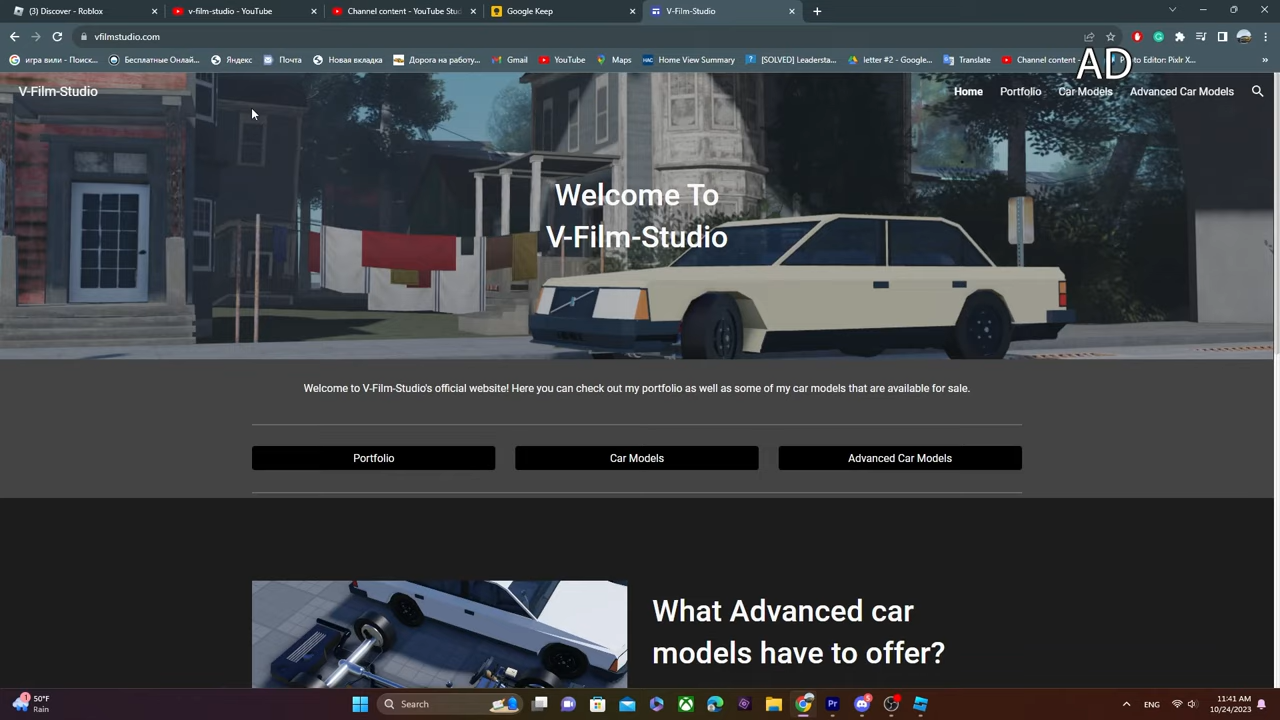 (3) Discover - Roblox
v-film-studio - YouTube
Channel content - YouTube Stud
Google Keep
V-Film-Studio
vfilmstudio.com
игра вили - Поиск...
Бесплатные Онлай...
Яндекс
Почта
Новая вкладка
Дорога на работу...
Gmail
YouTube
Maps
Home View Summary
[SOLVED] Leadersta...
letter #2 - Google...
Translate
Channel content
to Editor: Pixlr X...
»
AD
V-Film-Studio
Home
Portfolio
Car Models
Advanced Car Models
Welcome To
V-Film-Studio
Welcome to V-Film-Studio's official website! Here you can check out my portfolio as well as some of my car models that are available for sale.
Portfolio
Car Models
Advanced Car Models
What Advanced car
models have to offer?
50°F
Rain
Search
ENG
11:41 AM
10/24/2023